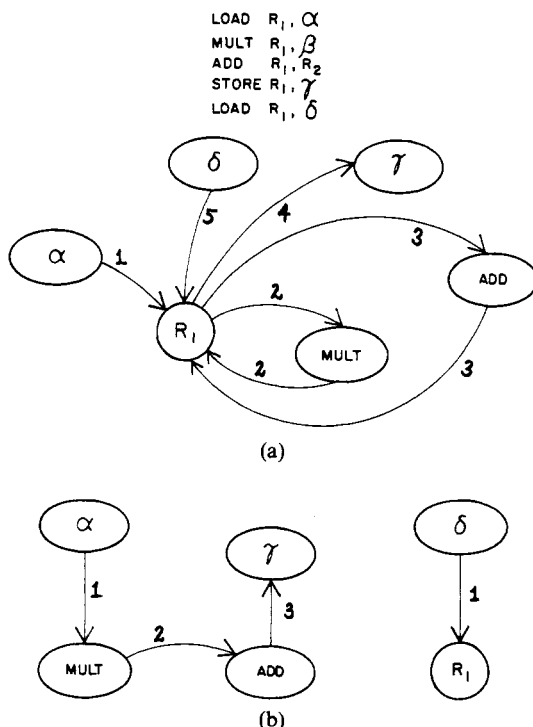 LOAD R₁, α
MULT R₁, β
ADD R₁, R₂
STORE R₁, γ
LOAD R₁, δ
δ
γ
5
4
3
α
1
ADD
2
R₁
MULT
2
3
(a)
α
δ
γ
1
1
2
3
MULT
ADD
R₁
(b)